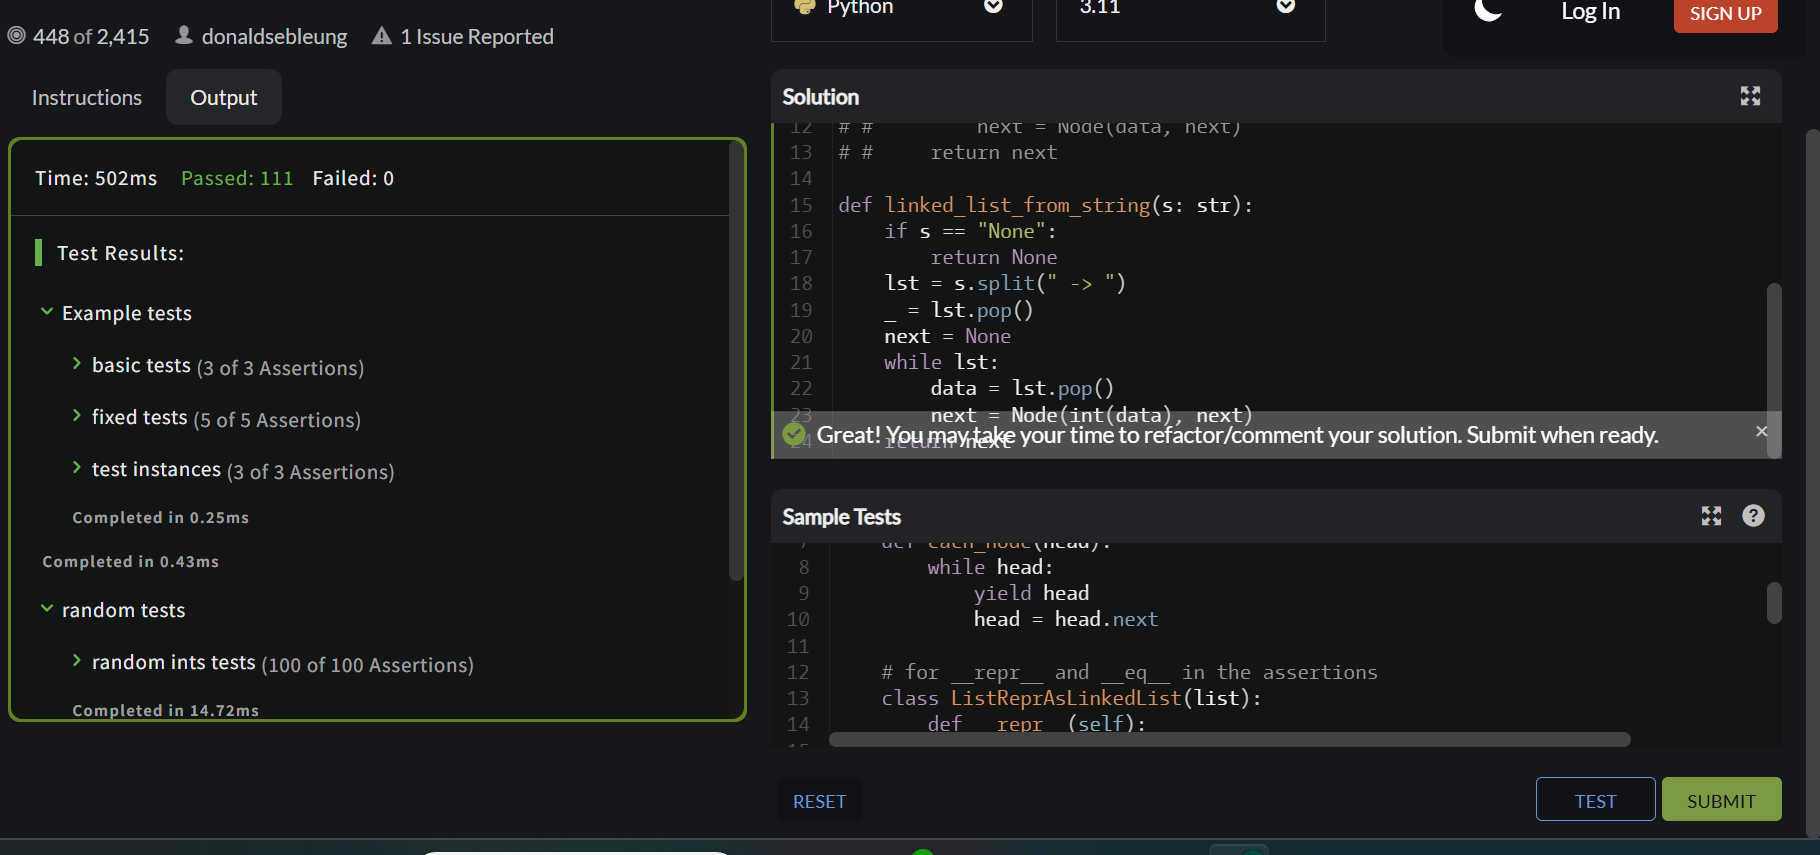 448 of 2,415 donaldsebleung 1 Issue Reported
Python
3.11
Log In
SIGN UP
Instructions
Output
Time: 502ms Passed: 111 Failed: 0
Test Results:
Example tests
basic tests (3 of 3 Assertions)
fixed tests (5 of 5 Assertions)
test instances (3 of 3 Assertions)
Completed in 0.25ms
Completed in 0.43ms
random tests
random ints tests (100 of 100 Assertions)
Completed in 14.72ms
Solution
12 # #         next = Node(data, next)
13 # #     return next
14
15 def linked_list_from_string(s: str):
16     if s == "None":
17         return None
18     lst = s.split(" -> ")
19     _ = lst.pop()
20     next = None
21     while lst:
22         data = lst.pop()
23         next = Node(int(data), next)
24     return next
Great! You may take your time to refactor/comment your solution. Submit when ready.
Sample Tests
7 def each_node(head):
8     while head:
9         yield head
10         head = head.next
11
12 # for __repr__ and __eq__ in the assertions
13 class ListReprAsLinkedList(list):
14     def __repr__(self):
15
RESET
TEST
SUBMIT